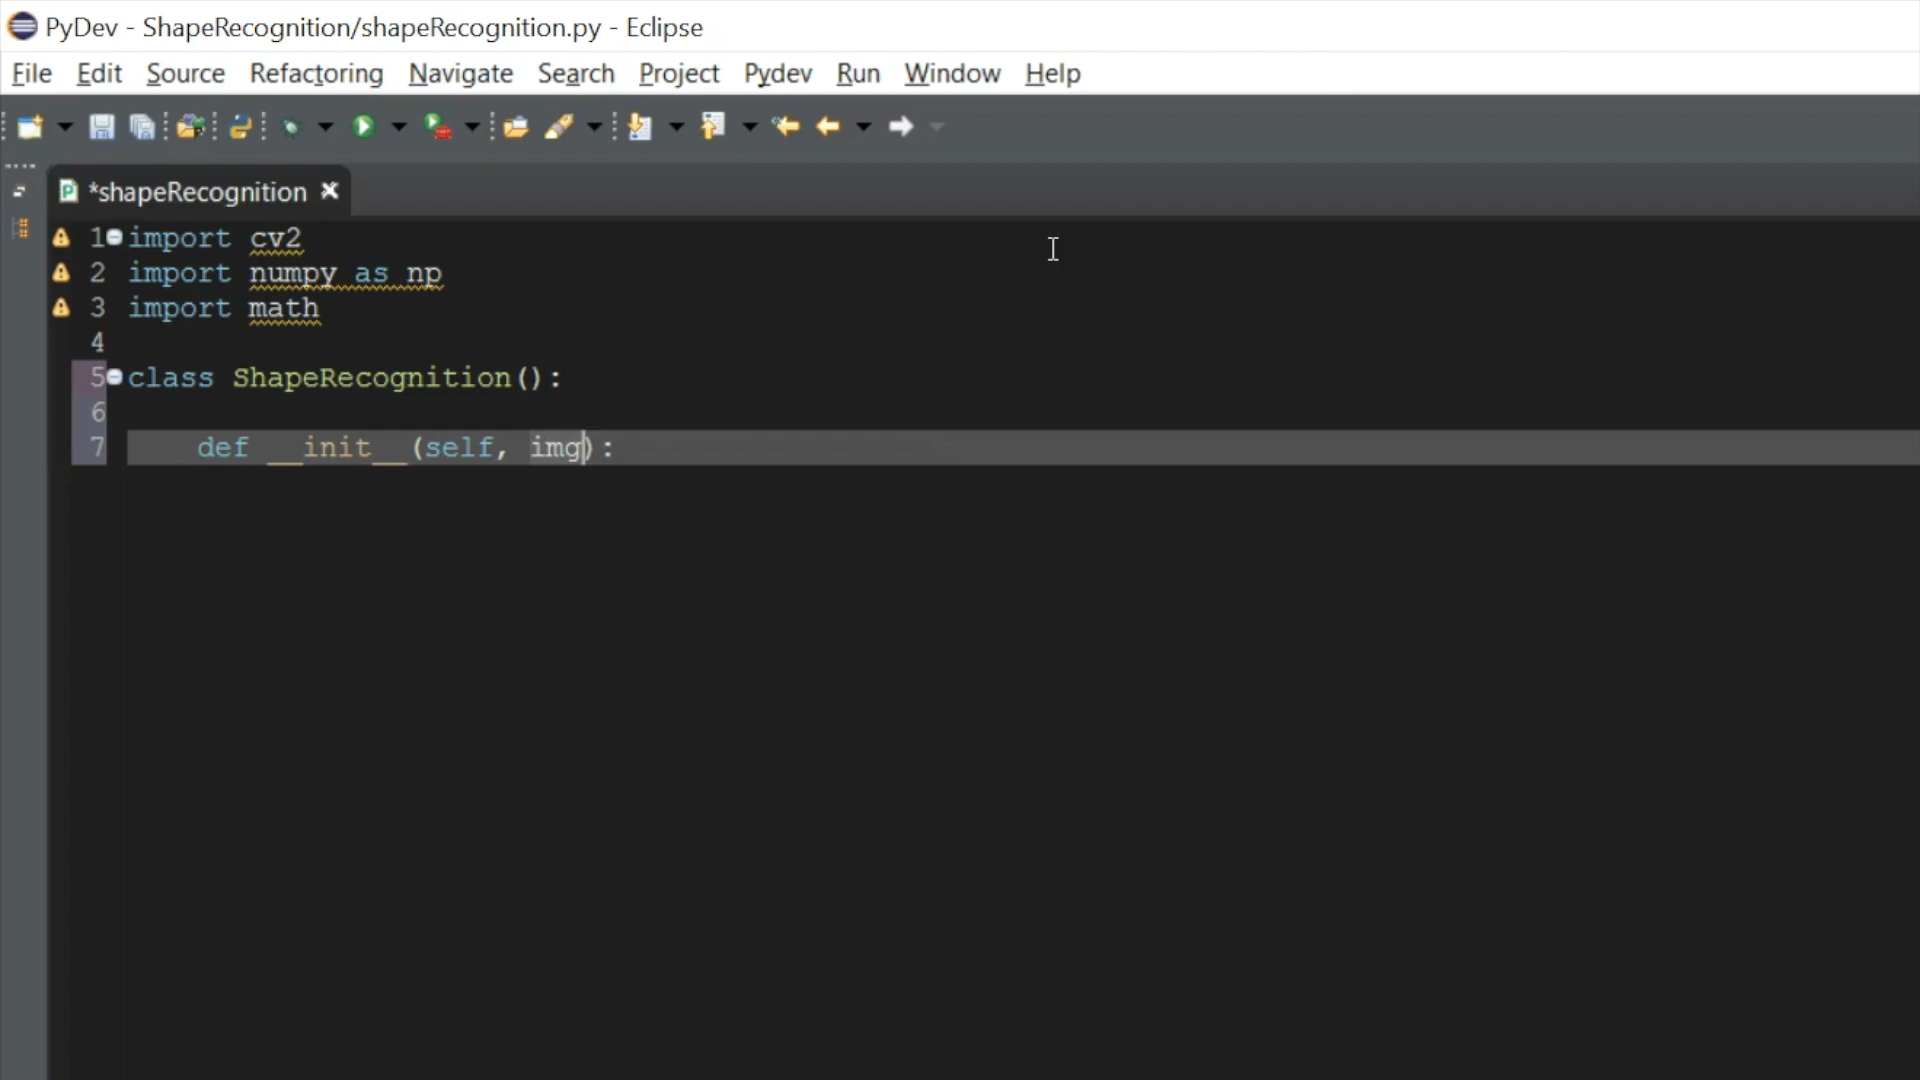 PyDev - ShapeRecognition/shapeRecognition.py - Eclipse
File Edit Source Refactoring Navigate Search Project Pydev Run Window Help
*shapeRecognition
1 import cv2
2 import numpy as np
3 import math
4
5 class ShapeRecognition():
6
7     def __init__(self, img):